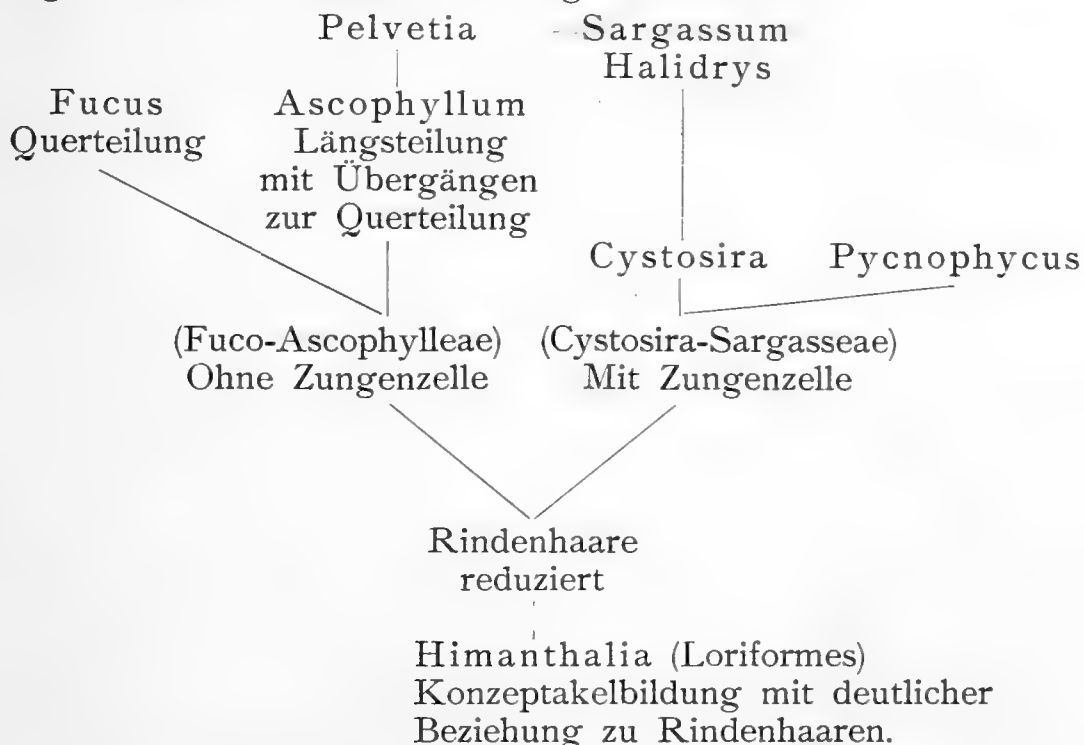 Pelvetia
Sargassum
Halidrys
Fucus
Querteilung
Ascophyllum
Längsteilung
mit Übergängen
zur Querteilung
Cystosira
Pycnophycus
(Fuco-Ascophylleae)
Ohne Zungenzelle
(Cystosira-Sargasseae)
Mit Zungenzelle
Rindenhaare
reduziert
Himanthalia (Loriformes)
Konzeptakelbildung mit deutlicher
Beziehung zu Rindenhaaren.